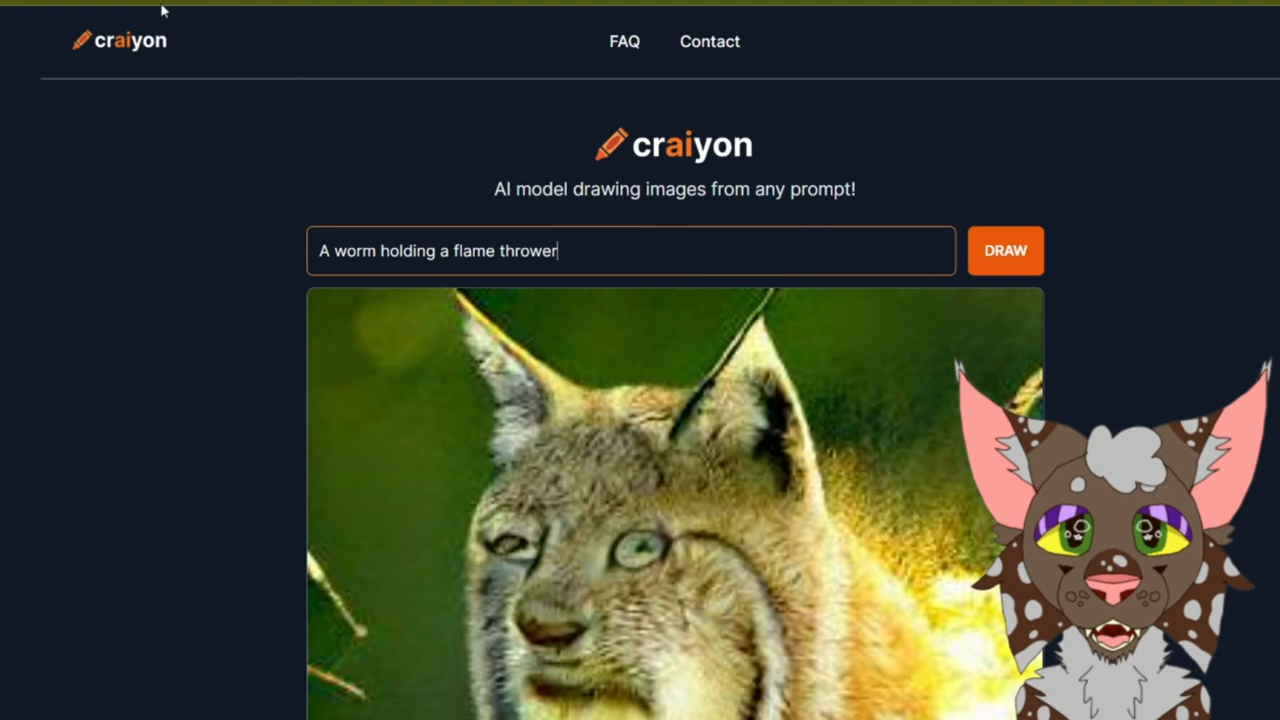 craiyon
FAQ
Contact
craiyon
AI model drawing images from any prompt!
A worm holding a flame thrower
DRAW